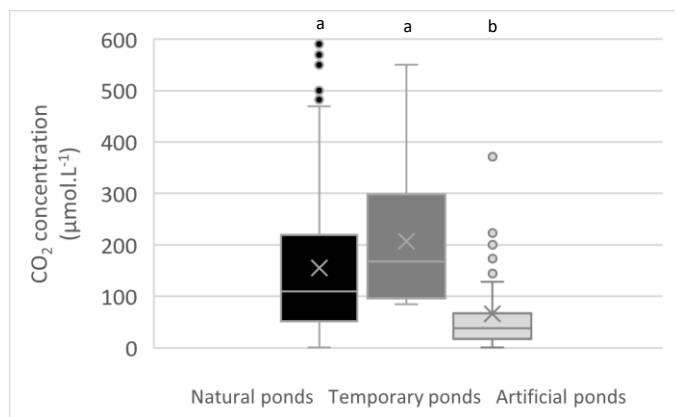 a a b
600
500
400
300
200
100
0
CO₂ concentration
(µmol.L⁻¹)
Natural ponds Temporary ponds Artificial ponds